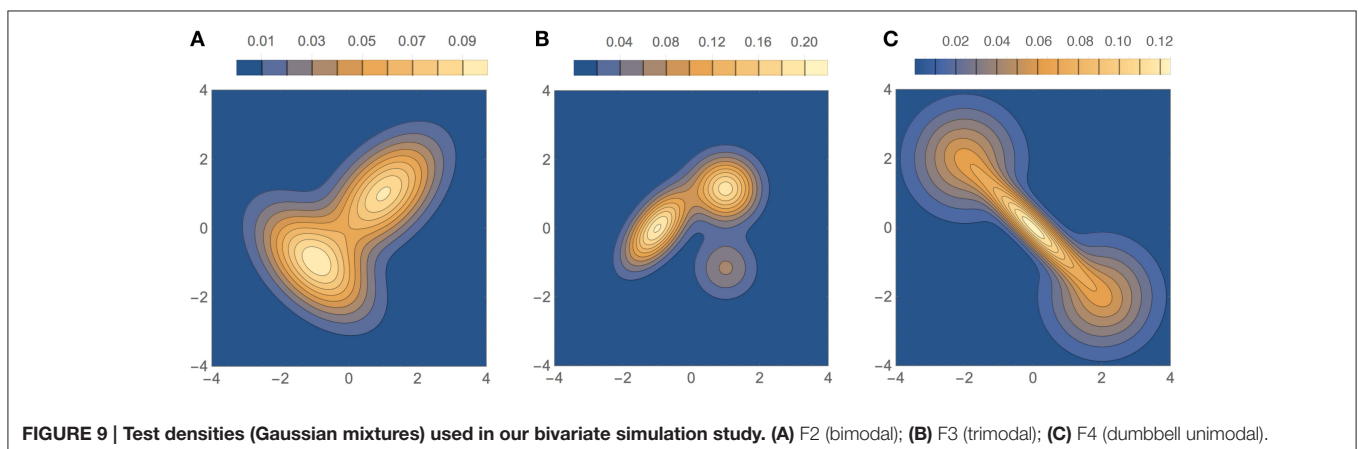 A
0.01 0.03 0.05 0.07 0.09
4
2
0
−2
−4
−4 −2 0 2 4
B
0.04 0.08 0.12 0.16 0.20
4
2
0
−2
−4
−4 −2 0 2 4
C
0.02 0.04 0.06 0.08 0.10 0.12
4
2
0
−2
−4
−4 −2 0 2 4
FIGURE 9 | Test densities (Gaussian mixtures) used in our bivariate simulation study. (A) F2 (bimodal); (B) F3 (trimodal); (C) F4 (dumbbell unimodal).